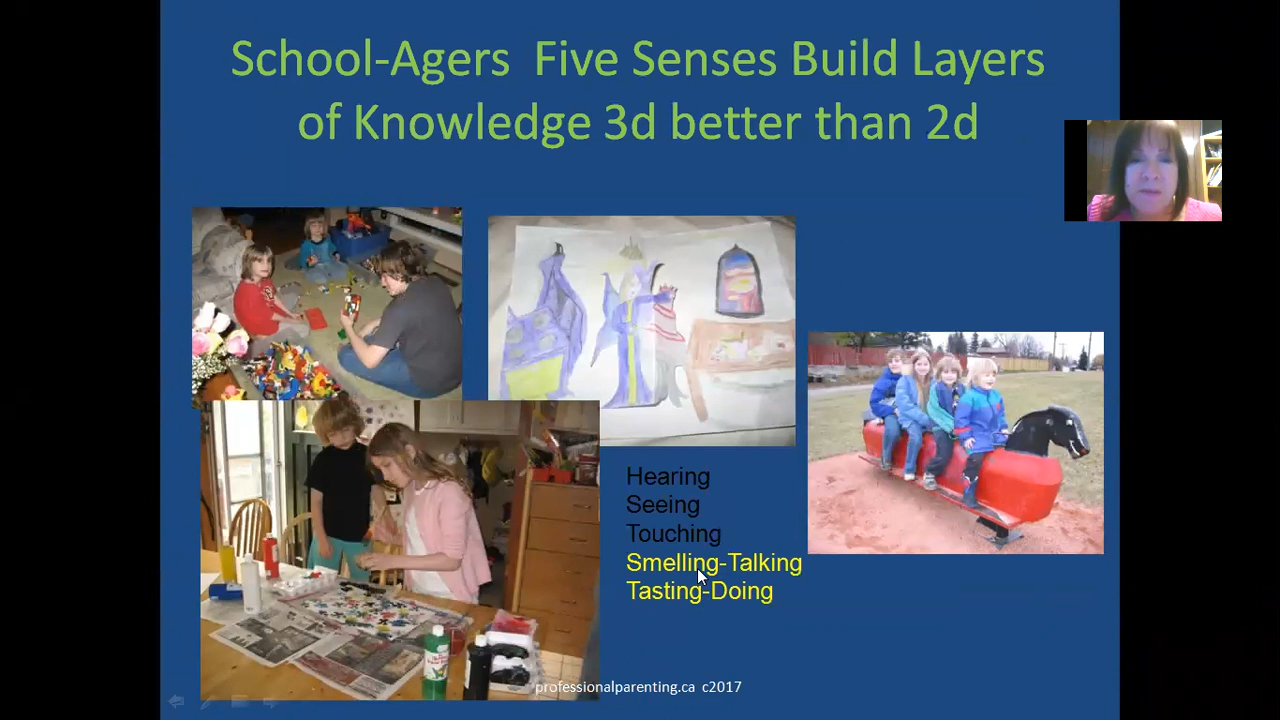 School-Agers  Five Senses Build Layers
of Knowledge 3d better than 2d
Hearing
Seeing
Touching
Smelling-Talking
Tasting-Doing
professionalparenting.ca  c2017